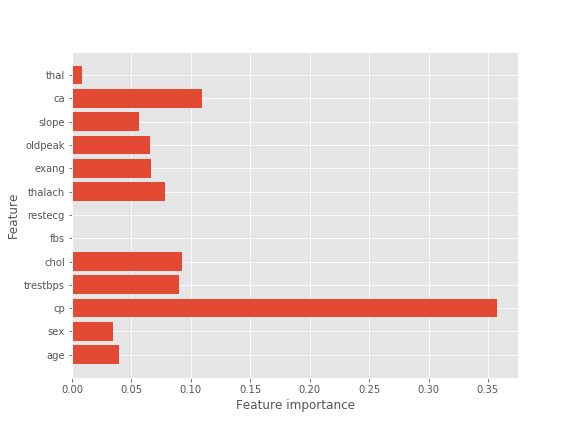 thal
ca
slope
oldpeak
exang
thalach
restecg
fbs
chol
trestbps
cp
sex
age
Feature
0.00 0.05 0.10 0.15 0.20 0.25 0.30 0.35
Feature importance